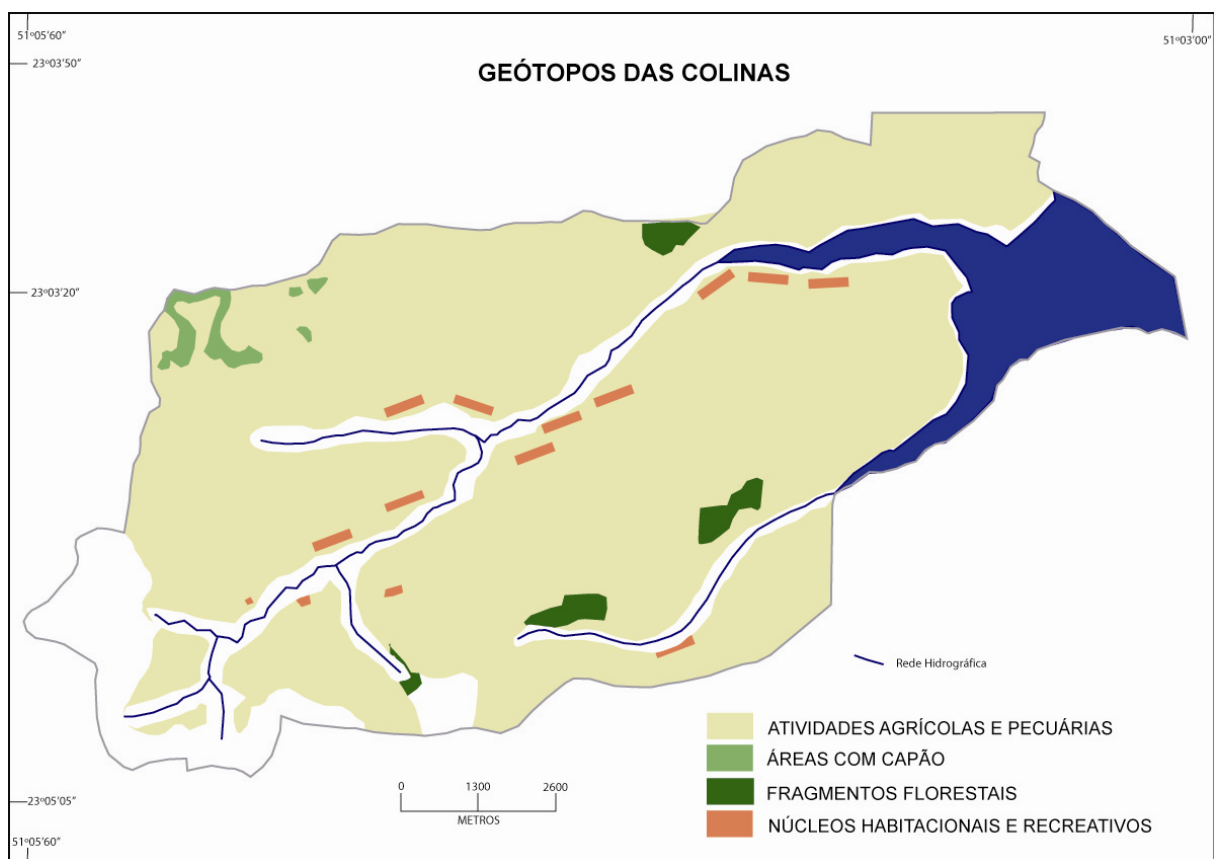 51º05'60"
51º03'00"
23º03'50"
GEÓTOPOS DAS COLINAS
23º03'20"
Rede Hidrográfica
ATIVIDADES AGRÍCOLAS E PECUÁRIAS
ÁREAS COM CAPÃO
FRAGMENTOS FLORESTAIS
NÚCLEOS HABITACIONAIS E RECREATIVOS
0 1300 2600
METROS
23º05'05"
51º05'60"